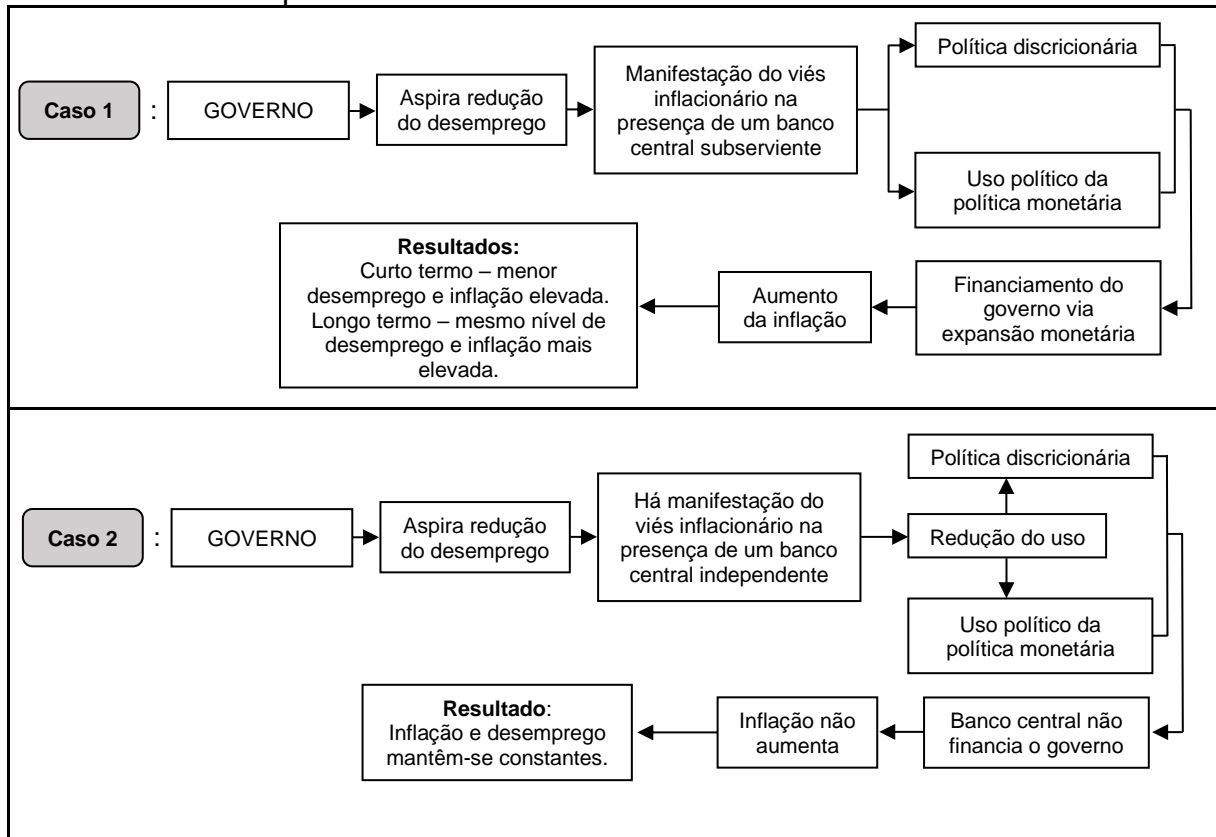 Caso 1
:
GOVERNO
Aspira redução
do desemprego
Manifestação do viés
inflacionário na
presença de um banco
central subserviente
Política discricionária
Uso político da
política monetária
Financiamento do
governo via
expansão monetária
Aumento
da inflação
Resultados:
Curto termo – menor
desemprego e inflação elevada.
Longo termo – mesmo nível de
desemprego e inflação mais
elevada.
Caso 2
:
GOVERNO
Aspira redução
do desemprego
Há manifestação do
viés inflacionário na
presença de um banco
central independente
Redução do uso
Política discricionária
Uso político da
política monetária
Banco central não
financia o governo
Inflação não
aumenta
Resultado:
Inflação e desemprego
mantêm-se constantes.